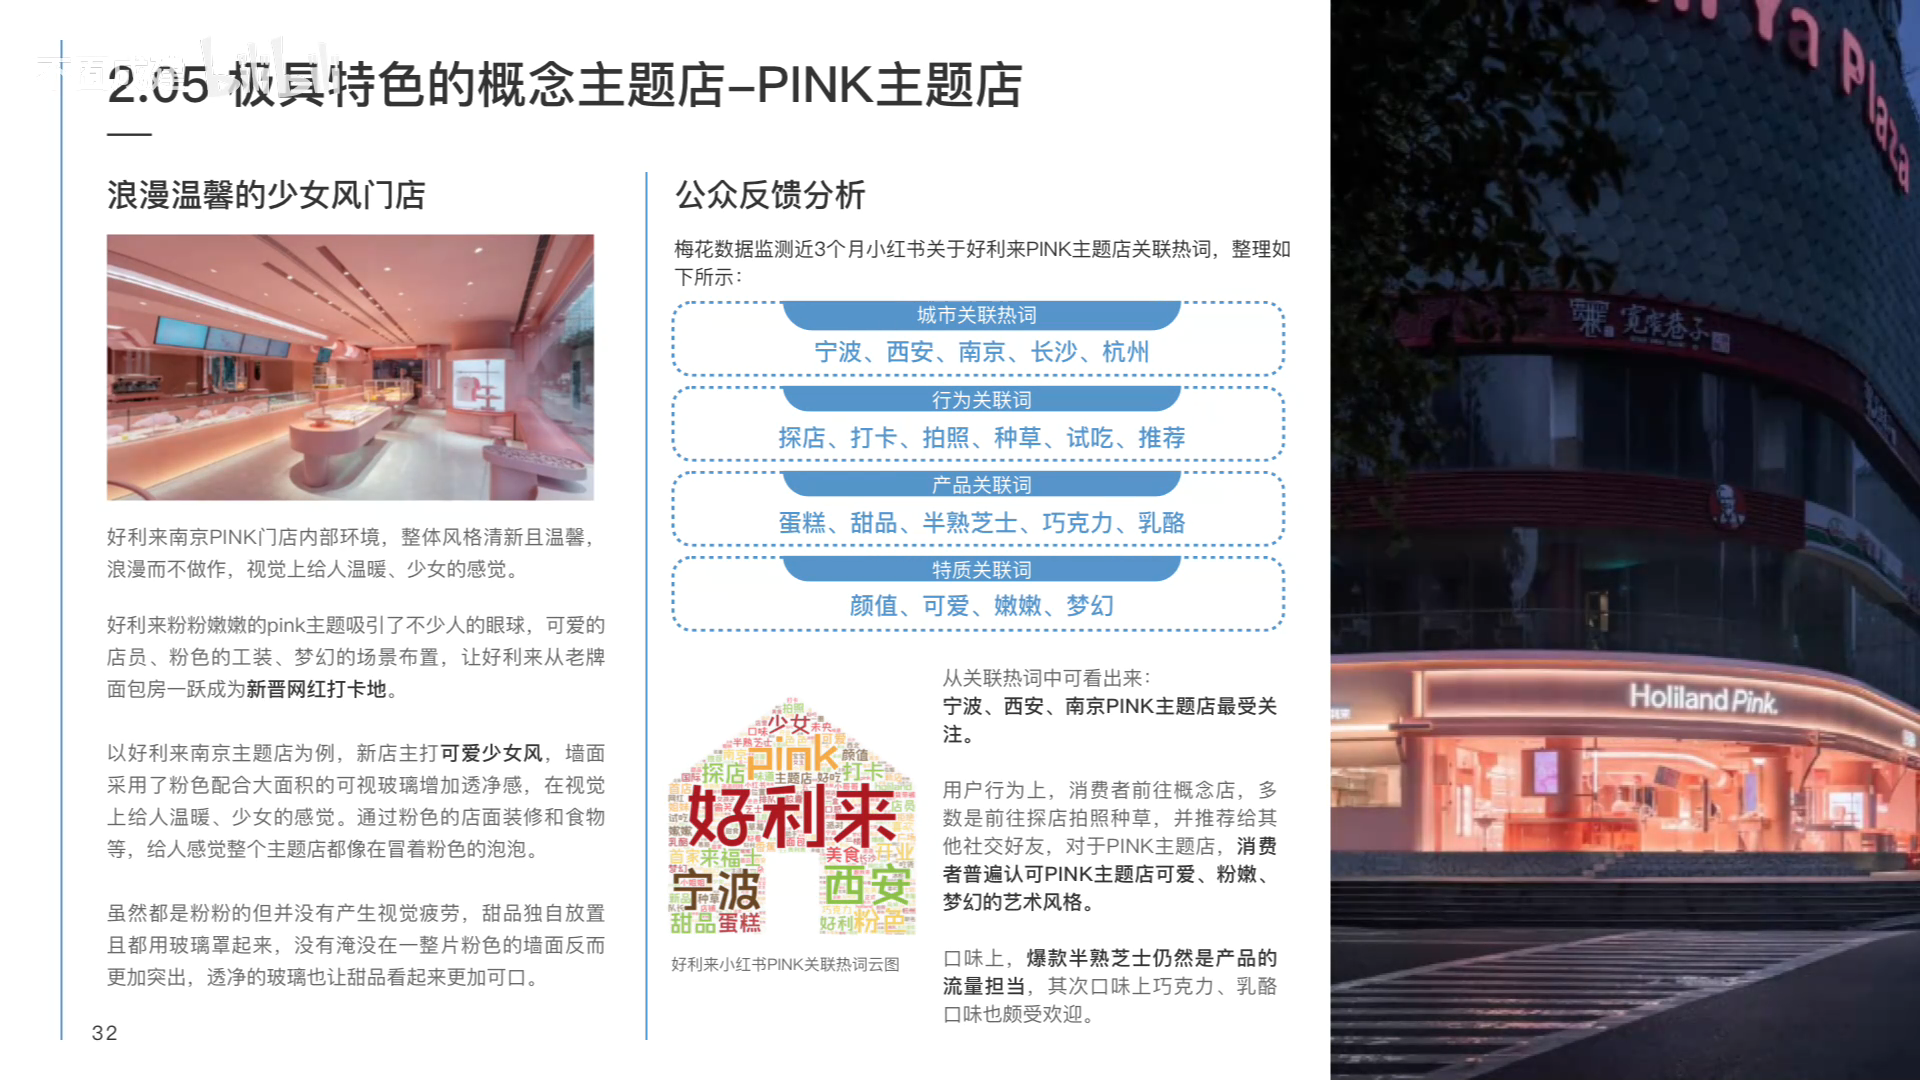 2.05 极具特色的概念主题店–PINK主题店
浪漫温馨的少女风门店
好利来南京PINK门店内部环境，整体风格清新且温馨，
浪漫而不做作，视觉上给人温暖、少女的感觉。
好利来粉粉嫩嫩的pink主题吸引了不少人的眼球，可爱的
店员、粉色的工装、梦幻的场景布置，让好利来从老牌
面包房一跃成为新晋网红打卡地。
以好利来南京主题店为例，新店主打可爱少女风，墙面
采用了粉色配合大面积的可视玻璃增加透净感，在视觉
上给人温暖、少女的感觉。通过粉色的店面装修和食物
等，给人感觉整个主题店都像在冒着粉色的泡泡。
虽然都是粉粉的但并没有产生视觉疲劳，甜品独自放置
且都用玻璃罩起来，没有淹没在一整片粉色的墙面反而
更加突出，透净的玻璃也让甜品看起来更加可口。
32
公众反馈分析
梅花数据监测近3个月小红书关于好利来PINK主题店关联热词，整理如
下所示：
城市关联热词
宁波、西安、南京、长沙、杭州
行为关联词
探店、打卡、拍照、种草、试吃、推荐
产品关联词
蛋糕、甜品、半熟芝士、巧克力、乳酪
特质关联词
颜值、可爱、嫩嫩、梦幻
拍照
少女
口味 未央
半熟芝士
pink 颜值
探店 主题店 好吃 打卡
好利来
店员
首家 来福士 美食 长沙 开业
宁波 西安
种草
甜品 蛋糕 好利 粉色
好利来小红书PINK关联热词云图
从关联热词中可看出来：
宁波、西安、南京PINK主题店最受关
注。
用户行为上，消费者前往概念店，多
数是前往探店拍照种草，并推荐给其
他社交好友，对于PINK主题店，消费
者普遍认可PINK主题店可爱、粉嫩、
梦幻的艺术风格。
口味上，爆款半熟芝士仍然是产品的
流量担当，其次口味上巧克力、乳酪
口味也颇受欢迎。
Ya Plaza
宽窄巷子
Holiland Pink.